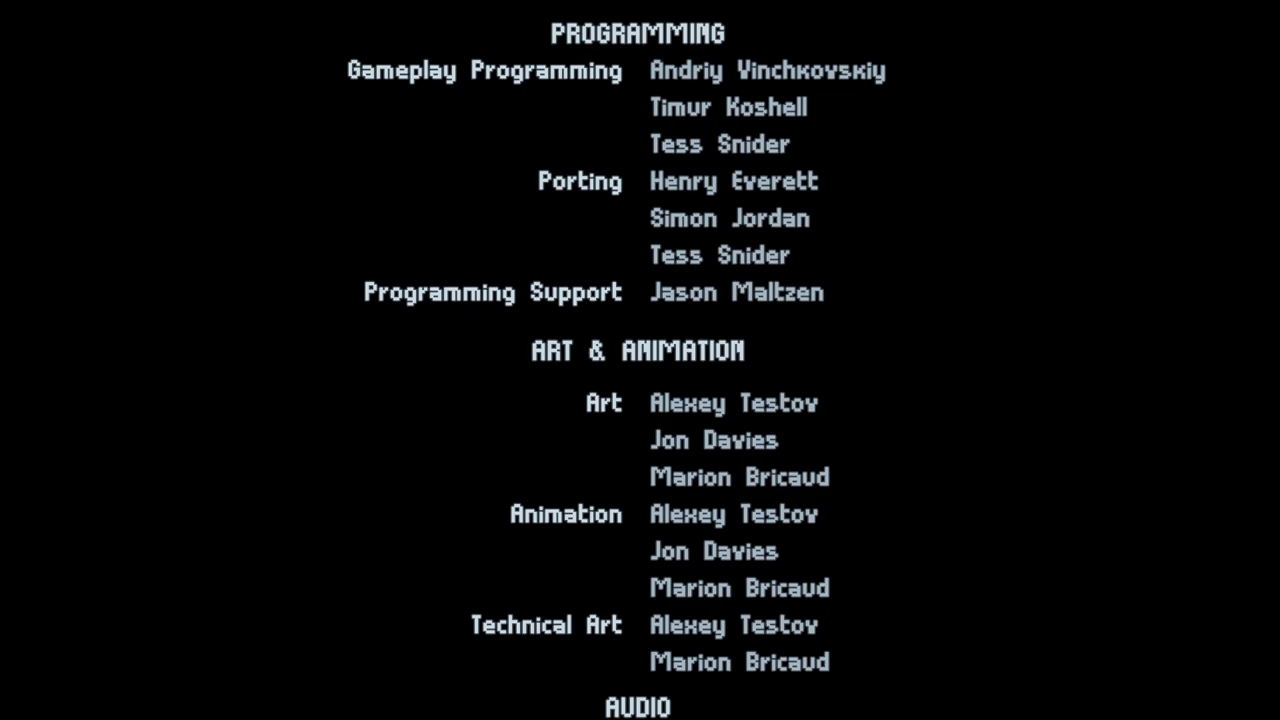 PROGRAMMING
Gameplay Programming Andriy Vinchkovskiy
Timur Koshell
Tess Snider
Porting Henry Everett
Simon Jordan
Tess Snider
Programming Support Jason Maltzen
ART & ANIMATION
Art Alexey Testov
Jon Davies
Marion Bricaud
Animation Alexey Testov
Jon Davies
Marion Bricaud
Technical Art Alexey Testov
Marion Bricaud
AUDIO